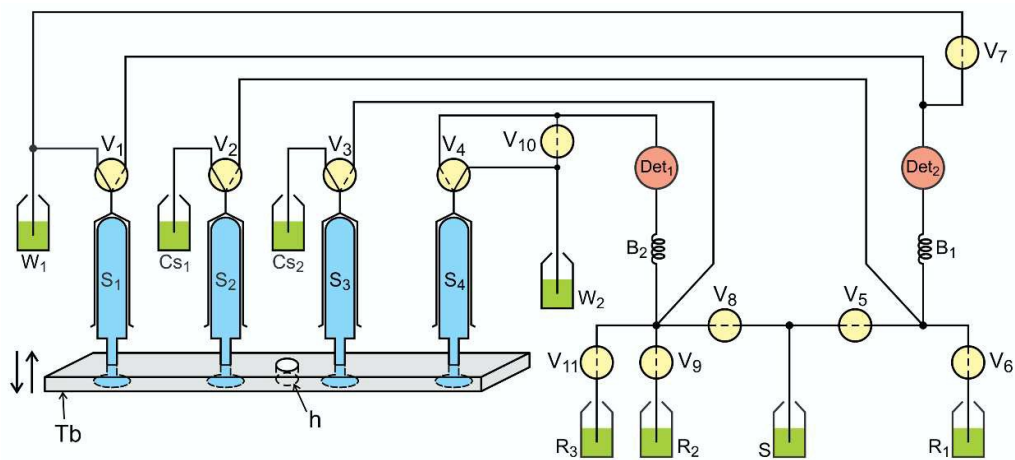 V7
V1
V2
V3
V4
V10
Det1
Det2
W1
Cs1
Cs2
S1
S2
S3
S4
B2
B1
W2
V8
V5
V11
V9
V6
Tb
h
R3
R2
S
R1